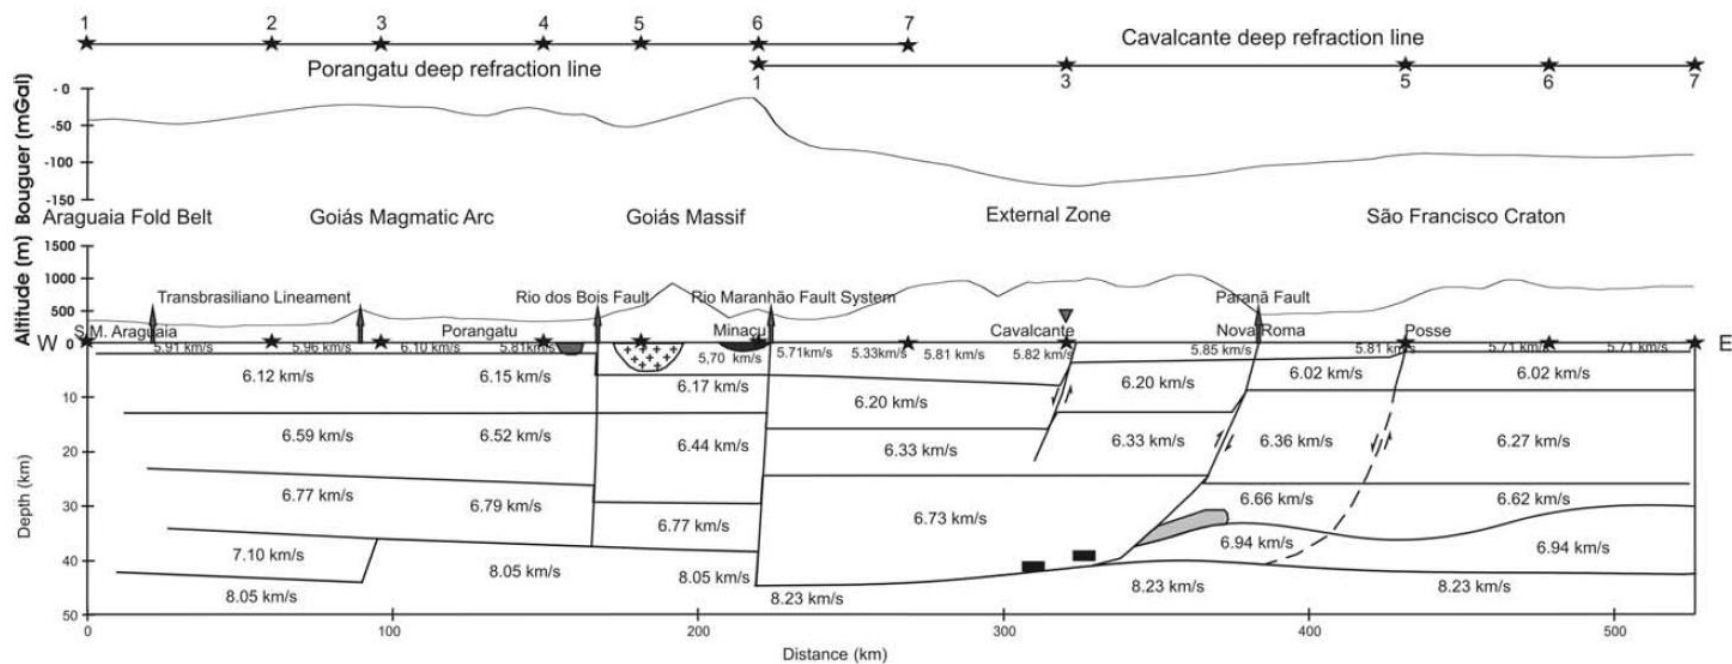 1 2 3 4 5 6 7
Cavalcante deep refraction line
Porangatu deep refraction line
1 3 5 6 7
Bouguer (mGal)
- 0
-50
-100
-150
Araguaia Fold Belt Goiás Magmatic Arc Goiás Massif External Zone São Francisco Craton
Altitude (m)
1500
1000
500
0
Transbrasiliano Lineament Rio dos Bois Fault Rio Maranhão Fault System Paranã Fault
S.M. Araguaia Porangatu Minaçu Cavalcante Nova Roma Posse
W E
5.91 km/s 5.96 km/s 6.10 km/s 5.81km/s 5,70 km/s 5.71km/s 5.33km/s 5.81 km/s 5.82 km/s 5.85 km/s 5.81 km/s 5.71km/s 5.71 km/s
6.12 km/s 6.15 km/s 6.17 km/s 6.20 km/s 6.20 km/s 6.02 km/s 6.02 km/s
6.59 km/s 6.52 km/s 6.44 km/s 6.33 km/s 6.33 km/s 6.36 km/s 6.27 km/s
6.77 km/s 6.79 km/s 6.77 km/s 6.73 km/s 6.66 km/s 6.62 km/s
7.10 km/s 6.94 km/s 6.94 km/s
8.05 km/s 8.05 km/s 8.05 km/s 8.23 km/s 8.23 km/s 8.23 km/s
Depth (km)
10
20
30
40
50
0 100 200 300 400 500
Distance (km)